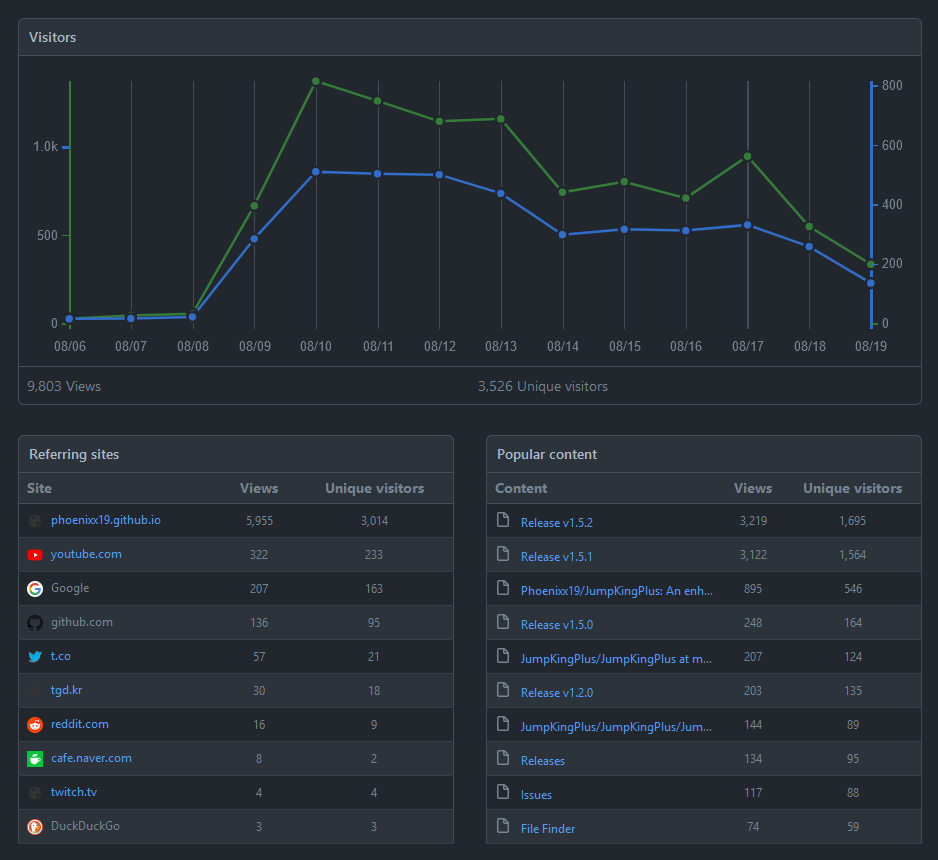 Visitors
1.0k
500
0
800
600
400
200
0
08/06 08/07 08/08 08/09 08/10 08/11 08/12 08/13 08/14 08/15 08/16 08/17 08/18 08/19
9,803 Views 3,526 Unique visitors
Referring sites
Site Views Unique visitors
phoenixx19.github.io 5,955 3,014
youtube.com 322 233
Google 207 163
github.com 136 95
t.co 57 21
tgd.kr 30 18
reddit.com 16 9
cafe.naver.com 8 2
twitch.tv 4 4
DuckDuckGo 3 3
Popular content
Content Views Unique visitors
Release v1.5.2 3,219 1,695
Release v1.5.1 3,122 1,564
Phoenixx19/JumpKingPlus: An enh... 895 546
Release v1.5.0 248 164
JumpKingPlus/JumpKingPlus at m... 207 124
Release v1.2.0 203 135
JumpKingPlus/JumpKingPlus/Jum... 144 89
Releases 134 95
Issues 117 88
File Finder 74 59